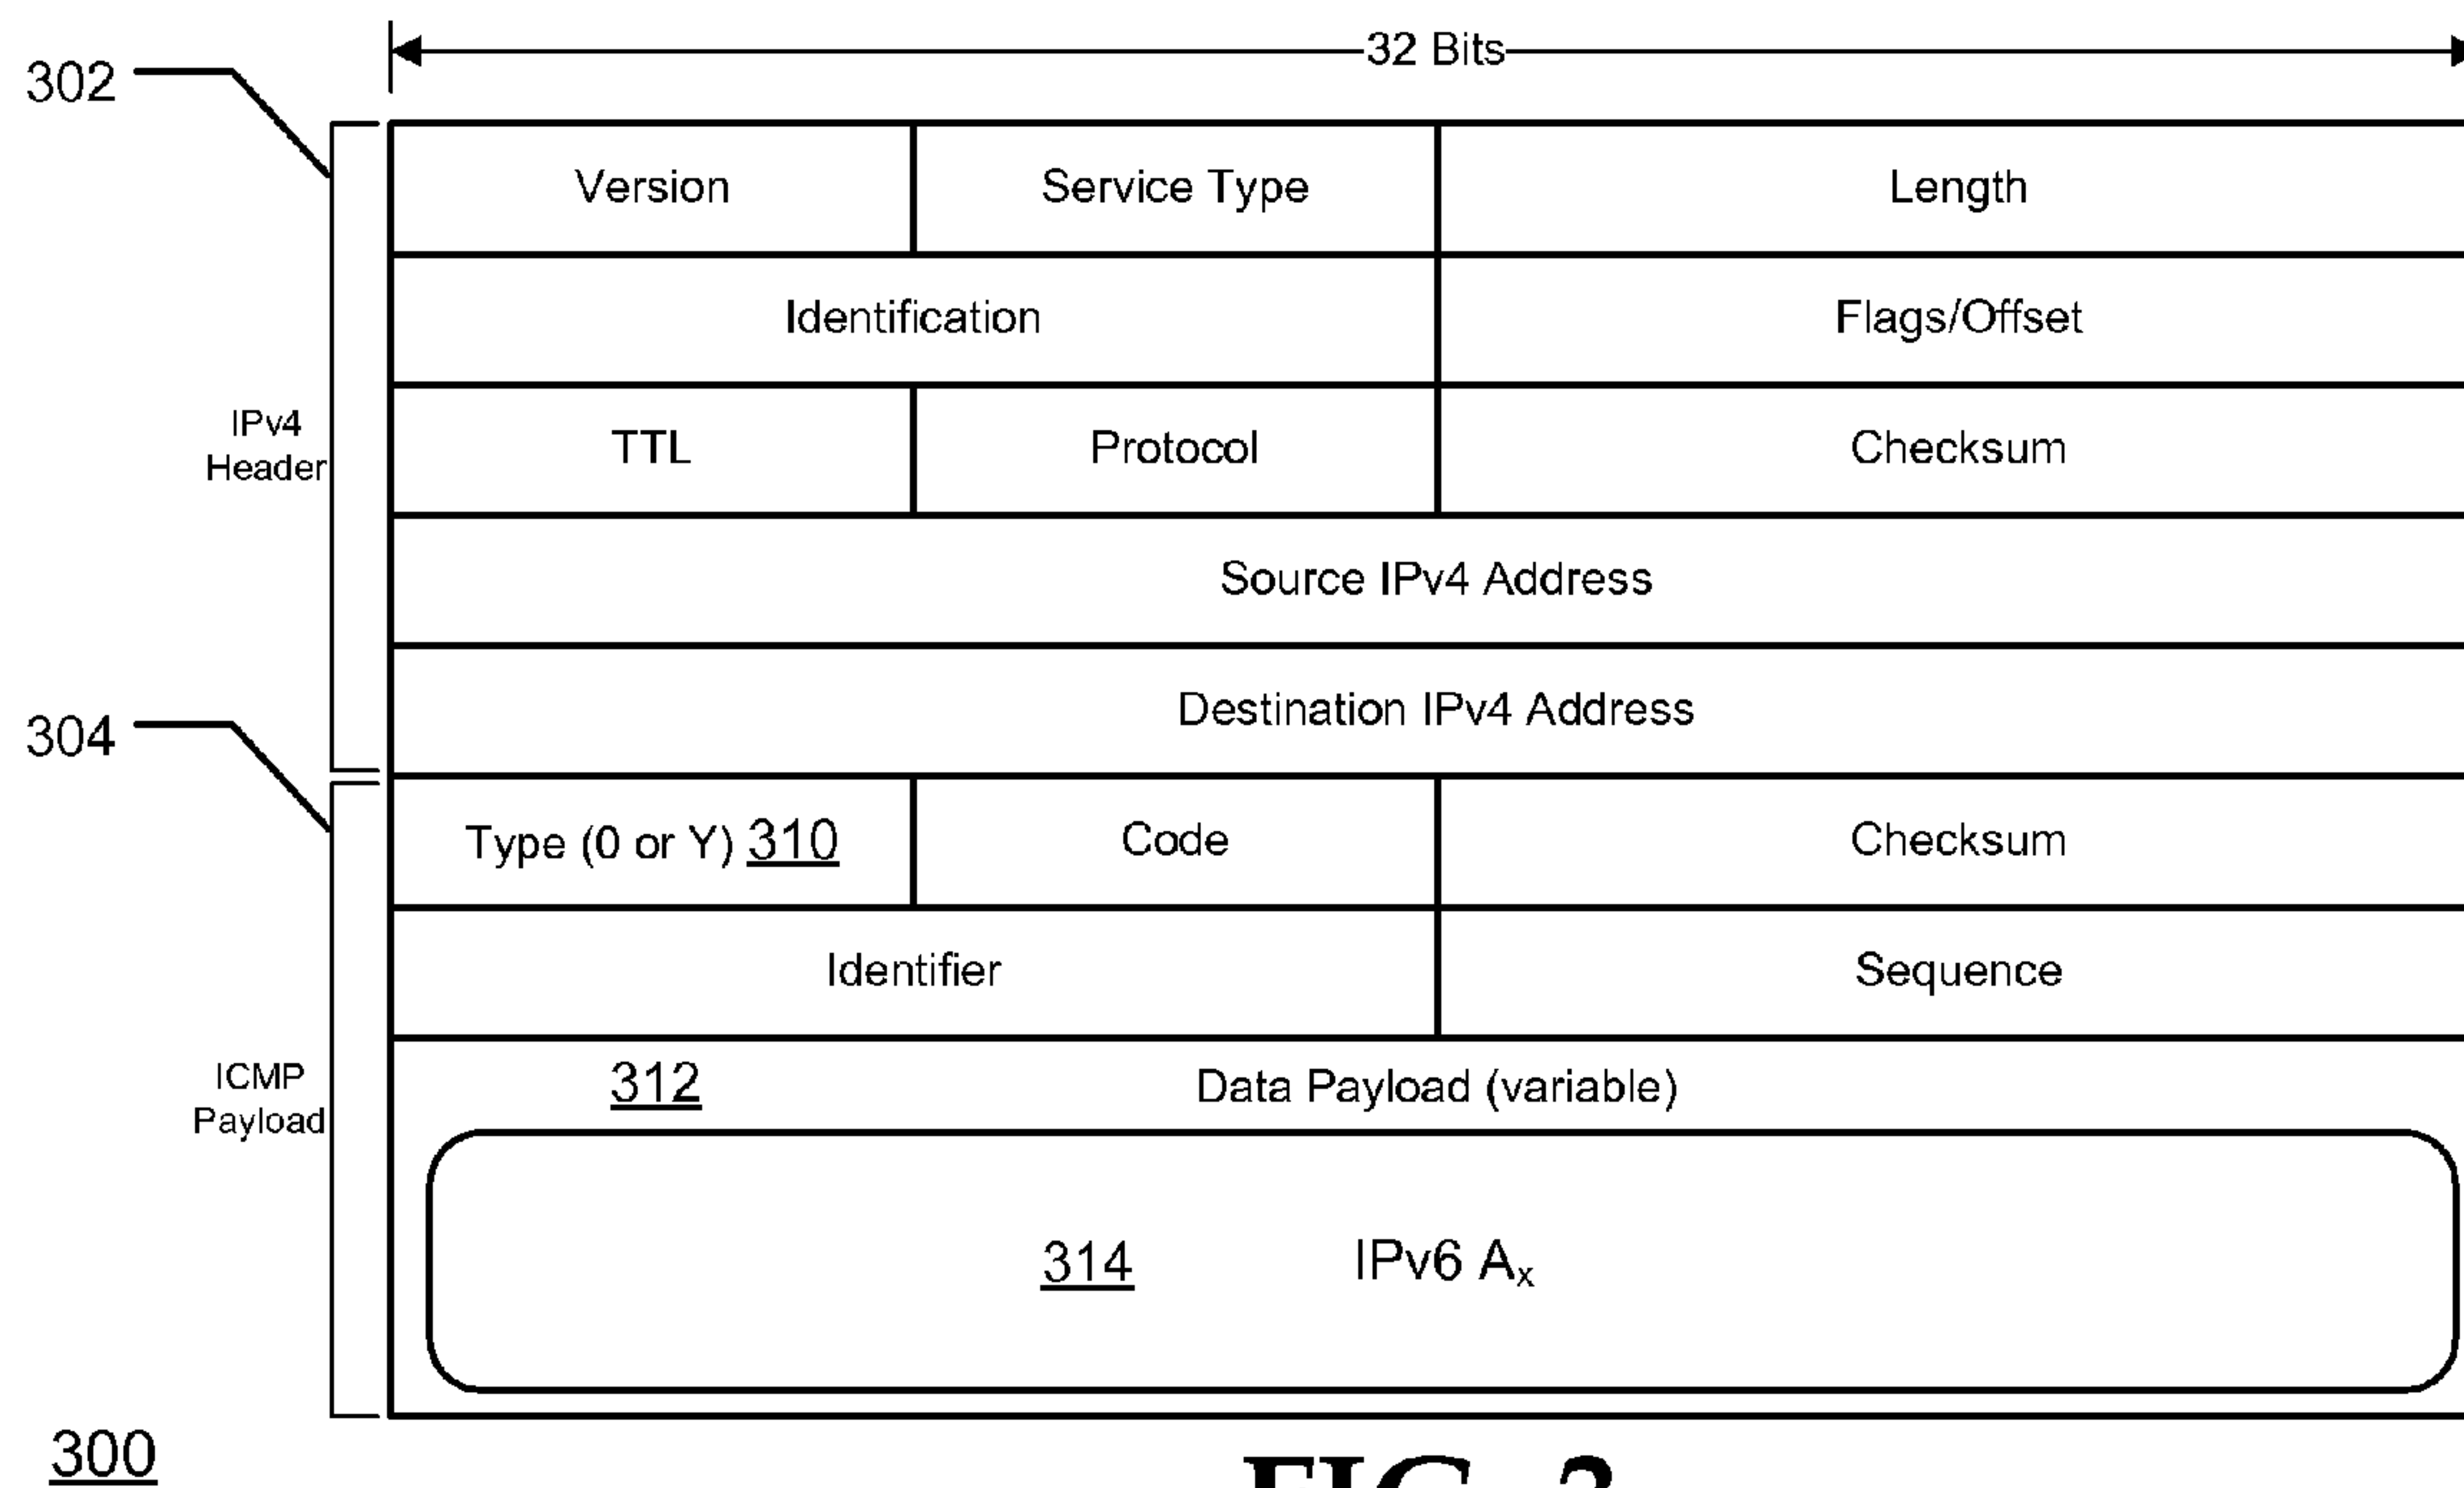 32 Bits
302
Version Service Type Length
Identification Flags/Offset
IPv4
Header
TTL Protocol Checksum
Source IPv4 Address
Destination IPv4 Address
304
Type (0 or Y) 310 Code Checksum
Identifier Sequence
ICMP
Payload
312 Data Payload (variable)
314 IPv6 Ax
300
FIG. 3